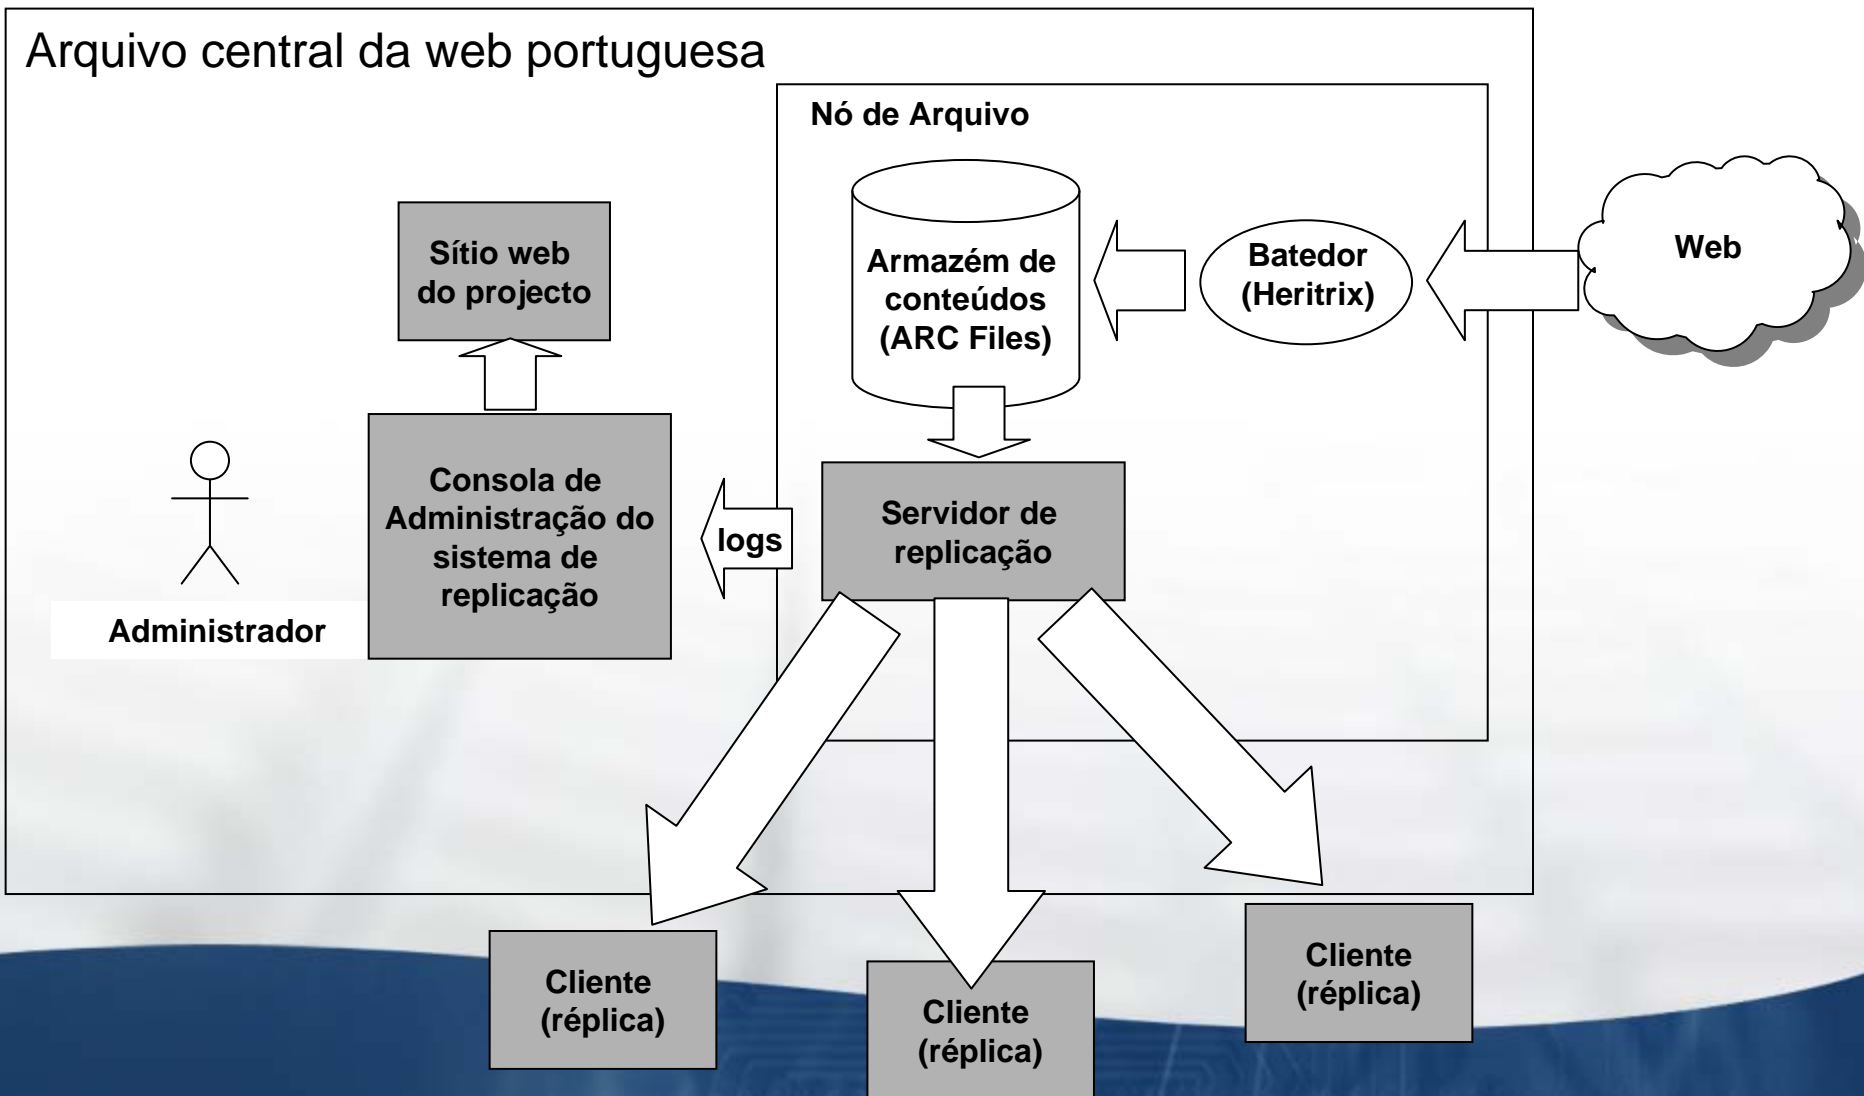 Arquivo central da web portuguesa
Nó de Arquivo
Sítio web
do projecto
Armazém de
conteúdos
(ARC Files)
Batedor
(Heritrix)
Web
Consola de
Administração do
sistema de
replicação
logs
Servidor de
replicação
Administrador
Cliente
(réplica)
Cliente
(réplica)
Cliente
(réplica)